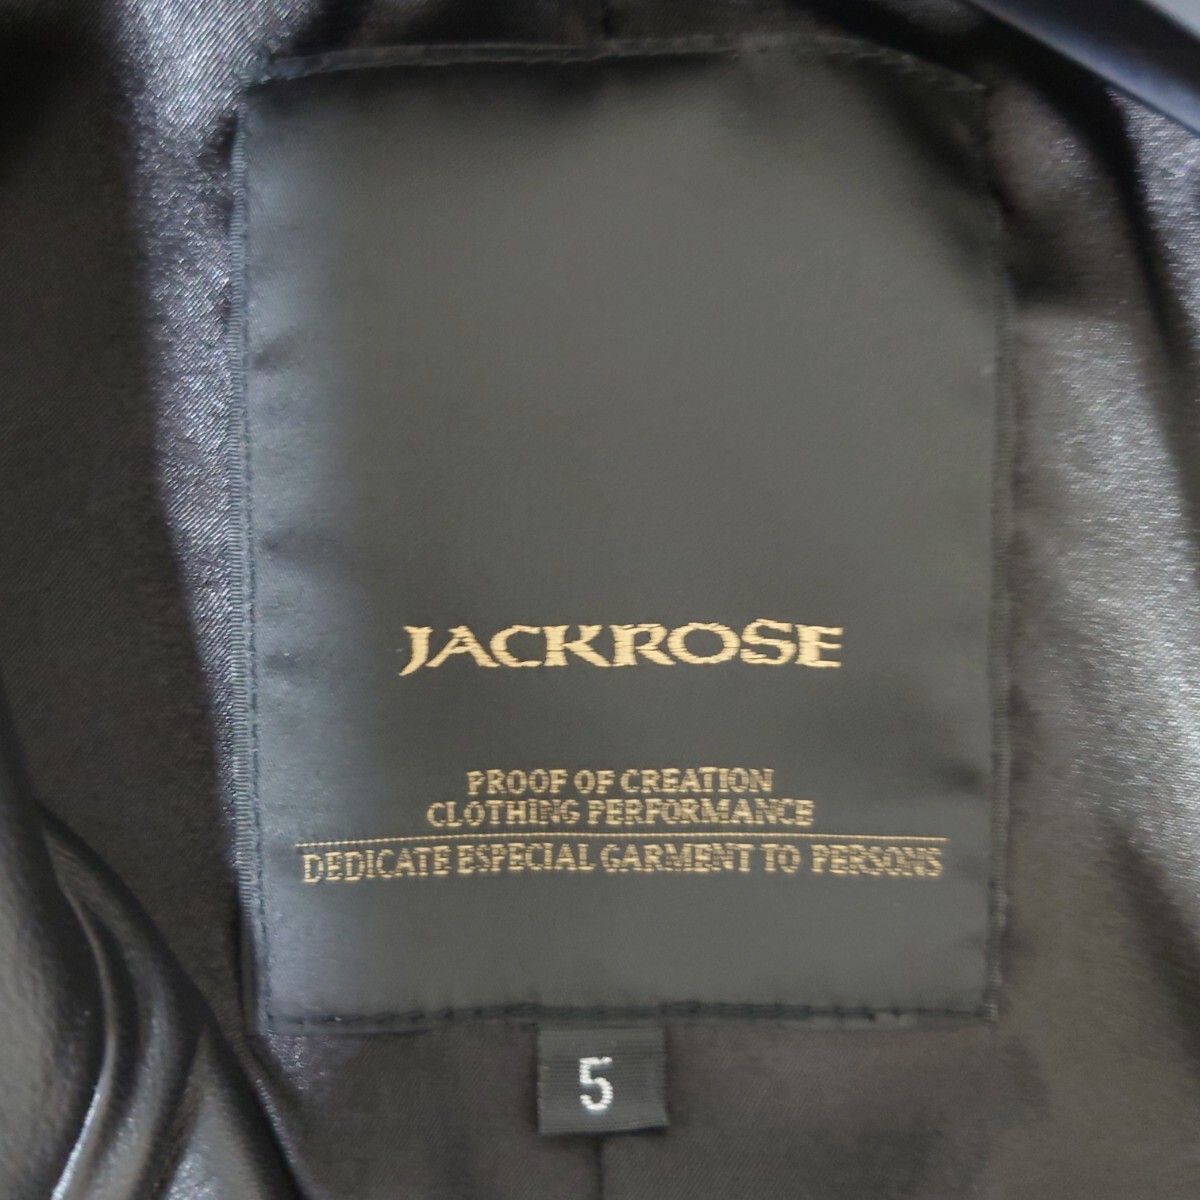 JACKROSE
PROOF OF CREATION
CLOTHING PERFORMANCE
DEDICATE ESPECIAL GARMENT TO PERSONS
5